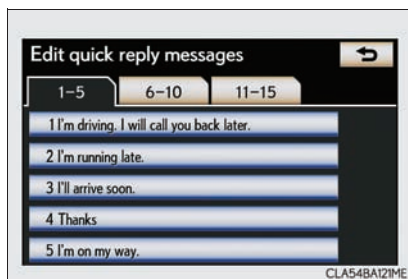 Edit quick reply messages
1-5 6-10 11-15
1 I'm driving. I will call you back later.
2 I'm running late.
3 I'll arrive soon.
4 Thanks
5 I'm on my way.
CLA54BA121ME